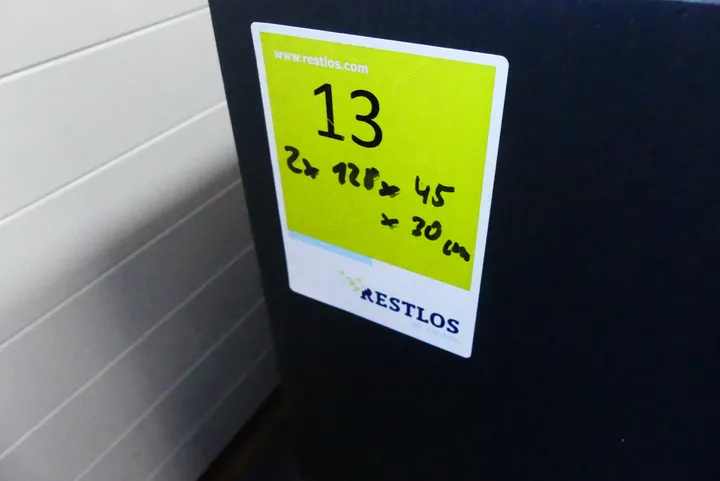 www.restlos.com
13
2x 128 x 45
x 30 cm
RESTLOS